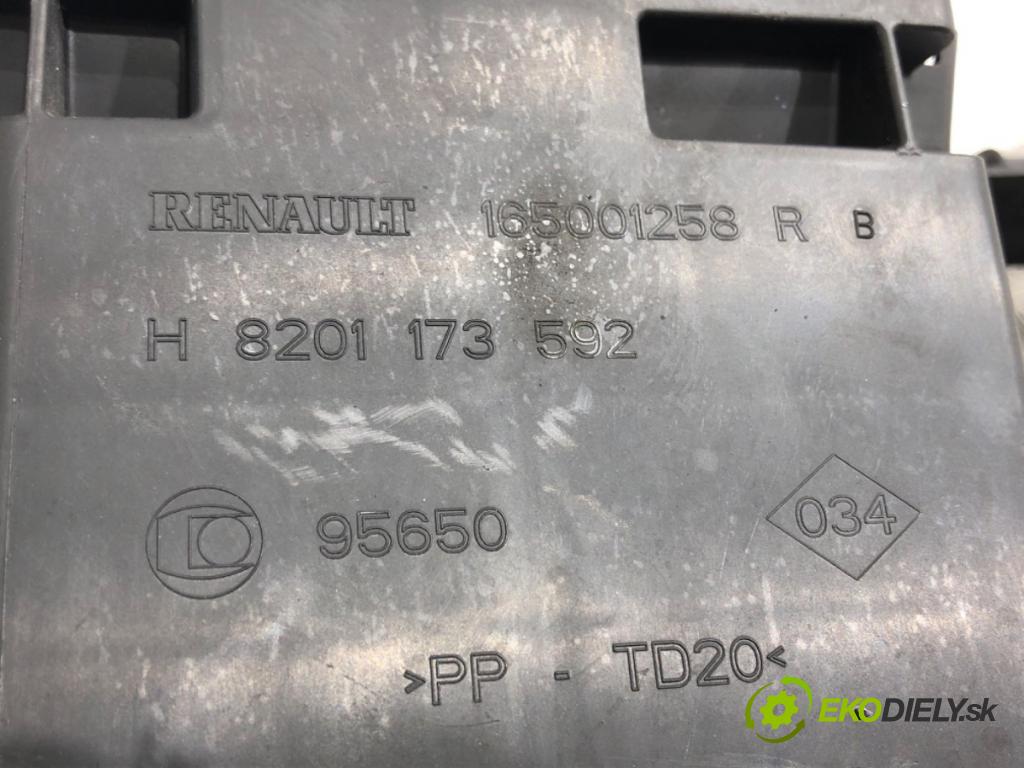 RENAULT 165001258 R B
H 8201 173 592
95650 034
>PP - TD20<
EKODIELY.sk